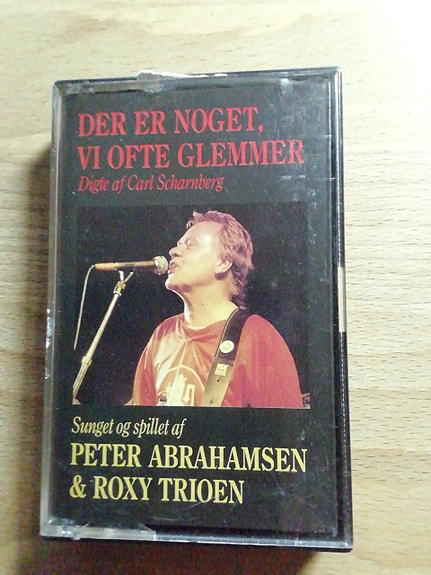 DER ER NOGET,
VI OFTE GLEMMER
Digte af Carl Scharnberg
Sunget og spillet af
PETER ABRAHAMSEN
& ROXY TRIOEN